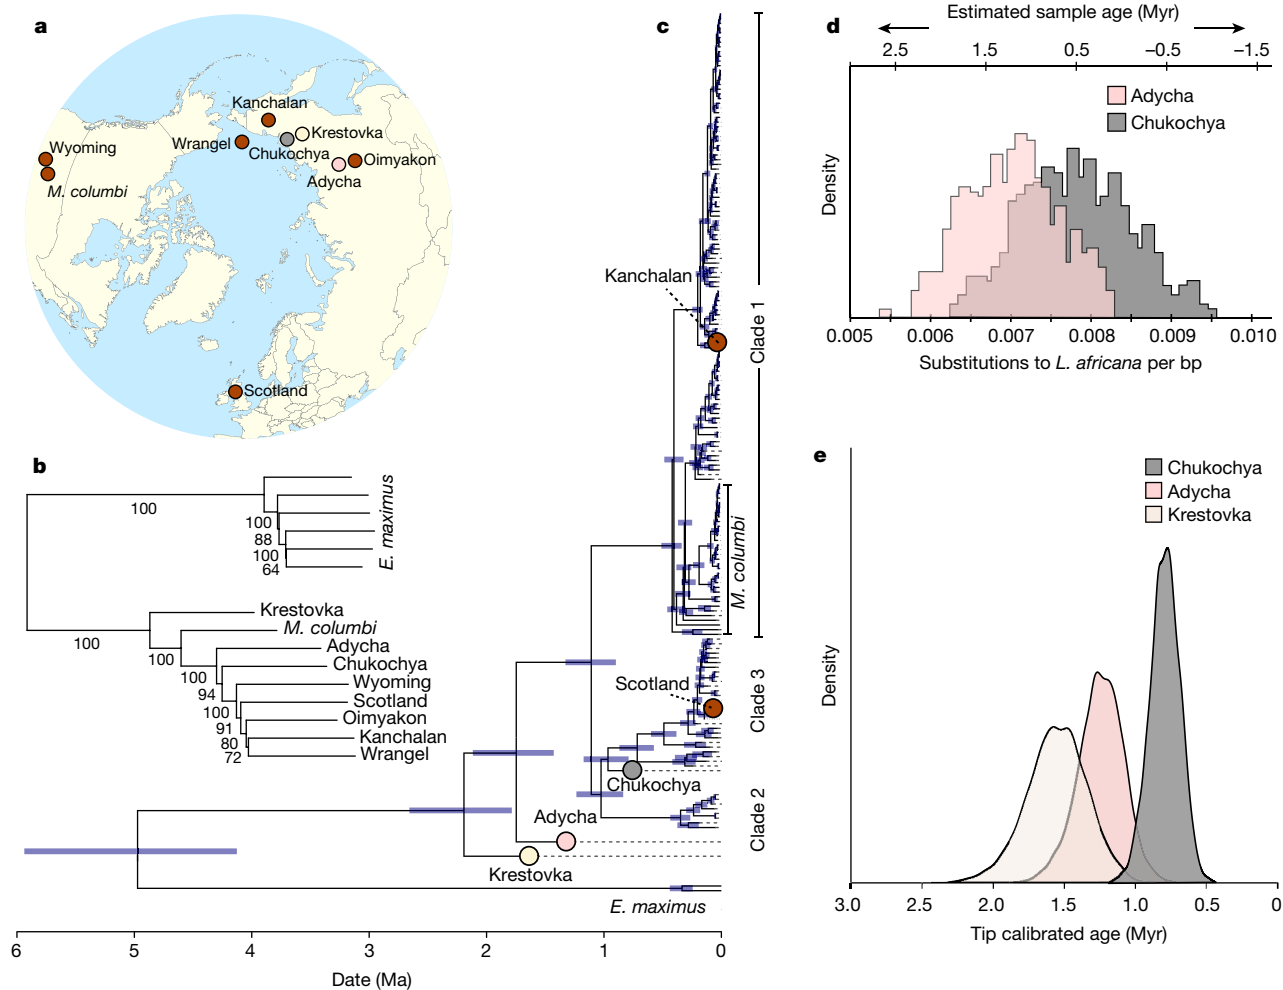 a
Kanchalan
Krestovka
Wrangel
Chukochya
Wyoming
Oimyakon
Adycha
M. columbi
Scotland
b
100
100
88
100
64
E. maximus
Krestovka
M. columbi
100
Adycha
100
Chukochya
100
Wyoming
94
Scotland
100
Oimyakon
91
Kanchalan
80
Wrangel
72
c
Kanchalan
Clade 1
M. columbi
Scotland
Clade 3
Chukochya
Clade 2
Adycha
Krestovka
E. maximus
6 5 4 3 2 1 0
Date (Ma)
d
Estimated sample age (Myr)
2.5 1.5 0.5 –0.5 –1.5
Adycha
Chukochya
Density
0.005 0.006 0.007 0.008 0.009 0.010
Substitutions to L. africana per bp
e
Chukochya
Adycha
Krestovka
Density
3.0 2.5 2.0 1.5 1.0 0.5 0
Tip calibrated age (Myr)